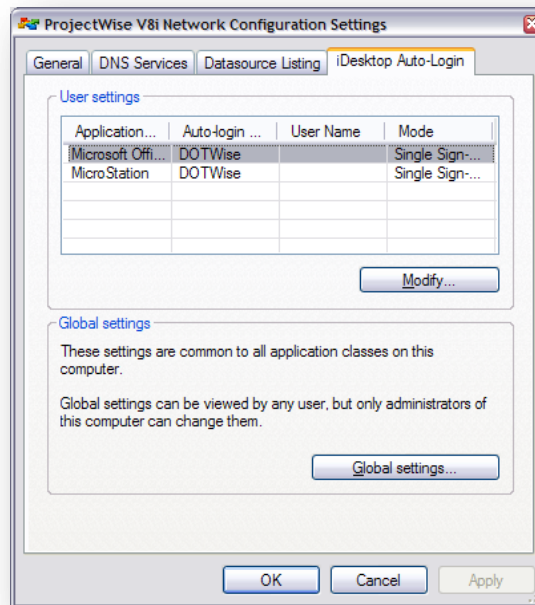 ProjectWise V8i Network Configuration Settings
General DNS Services Datasource Listing iDesktop Auto-Login
User settings
Application... Auto-login ... User Name Mode
Microsoft Offi... DOTWise Single Sign-...
MicroStation DOTWise Single Sign-...
Modify...
Global settings
These settings are common to all application classes on this
computer.
Global settings can be viewed by any user, but only administrators of
this computer can change them.
Global settings...
OK Cancel Apply